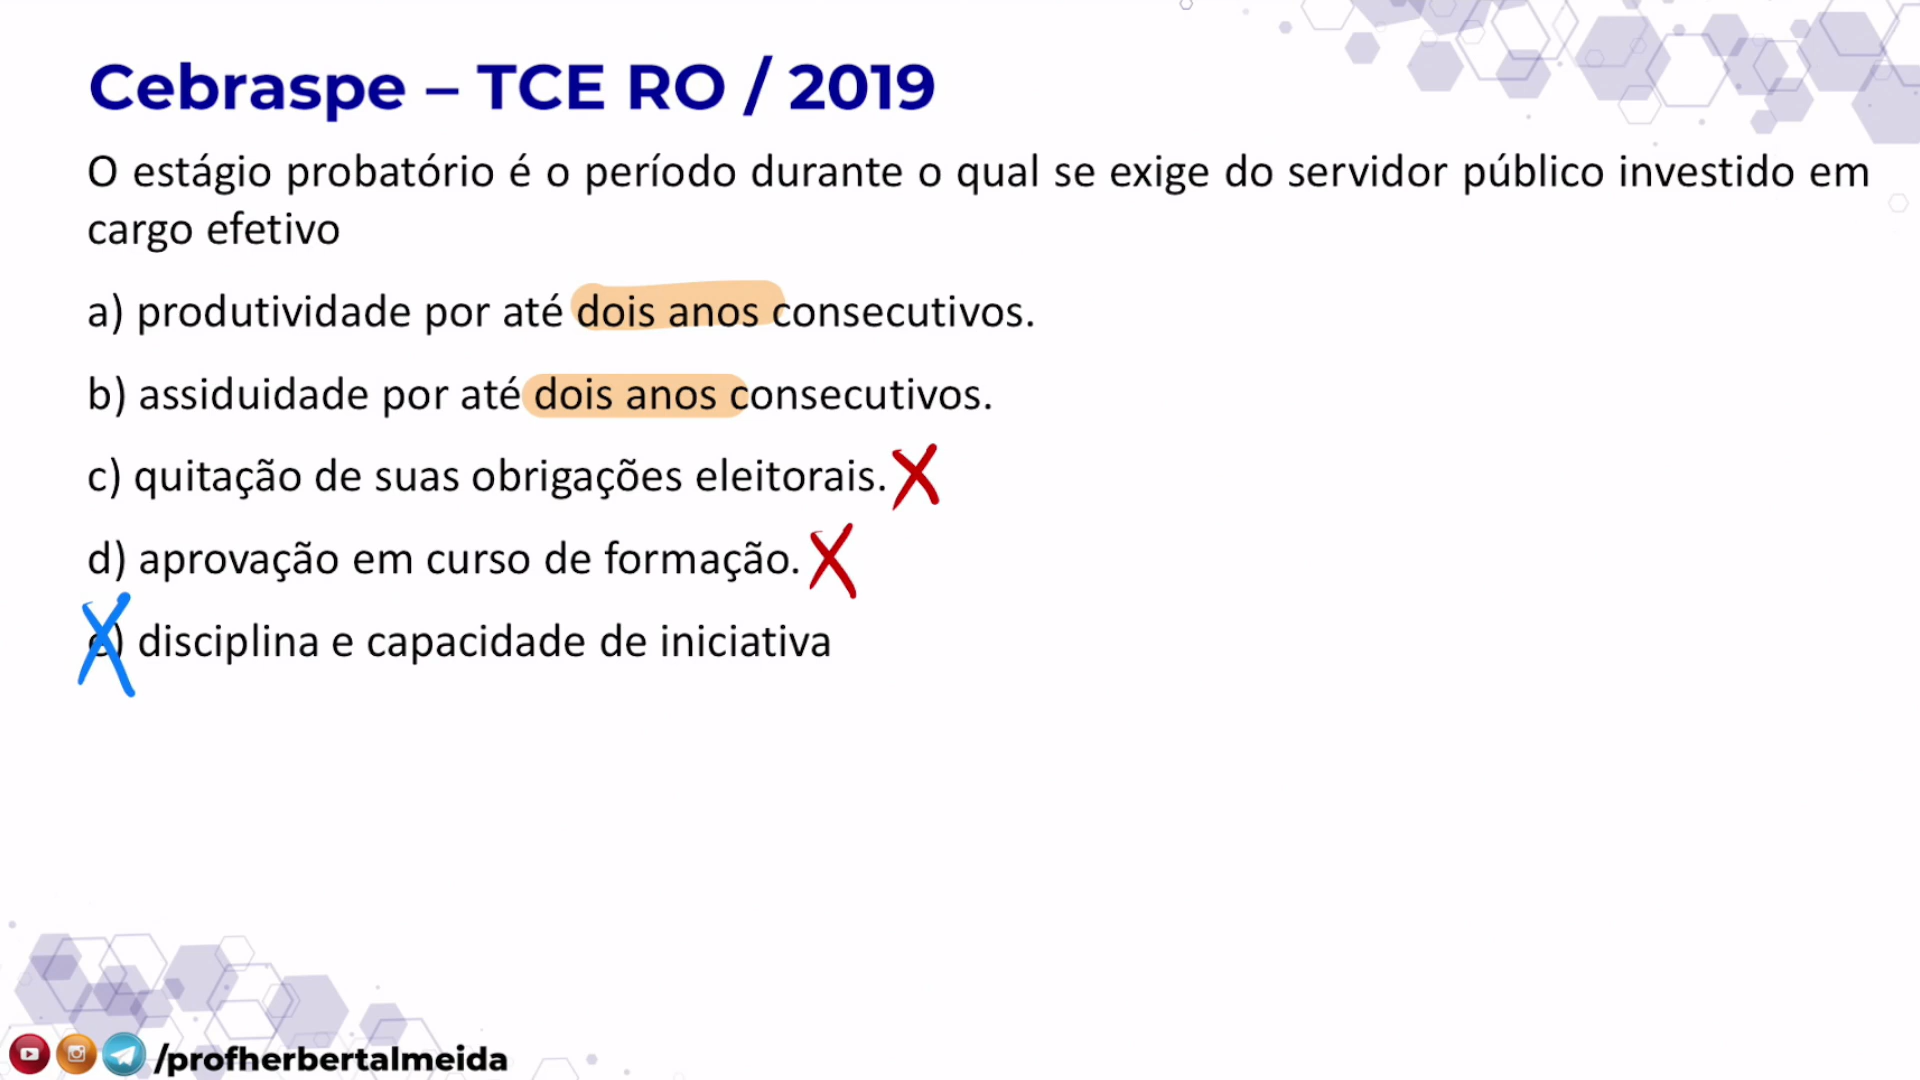 Cebraspe – TCE RO / 2019
O estágio probatório é o período durante o qual se exige do servidor público investido em
cargo efetivo
a) produtividade por até dois anos consecutivos.
b) assiduidade por até dois anos consecutivos.
c) quitação de suas obrigações eleitorais.
d) aprovação em curso de formação.
e) disciplina e capacidade de iniciativa
/profherbertalmeida